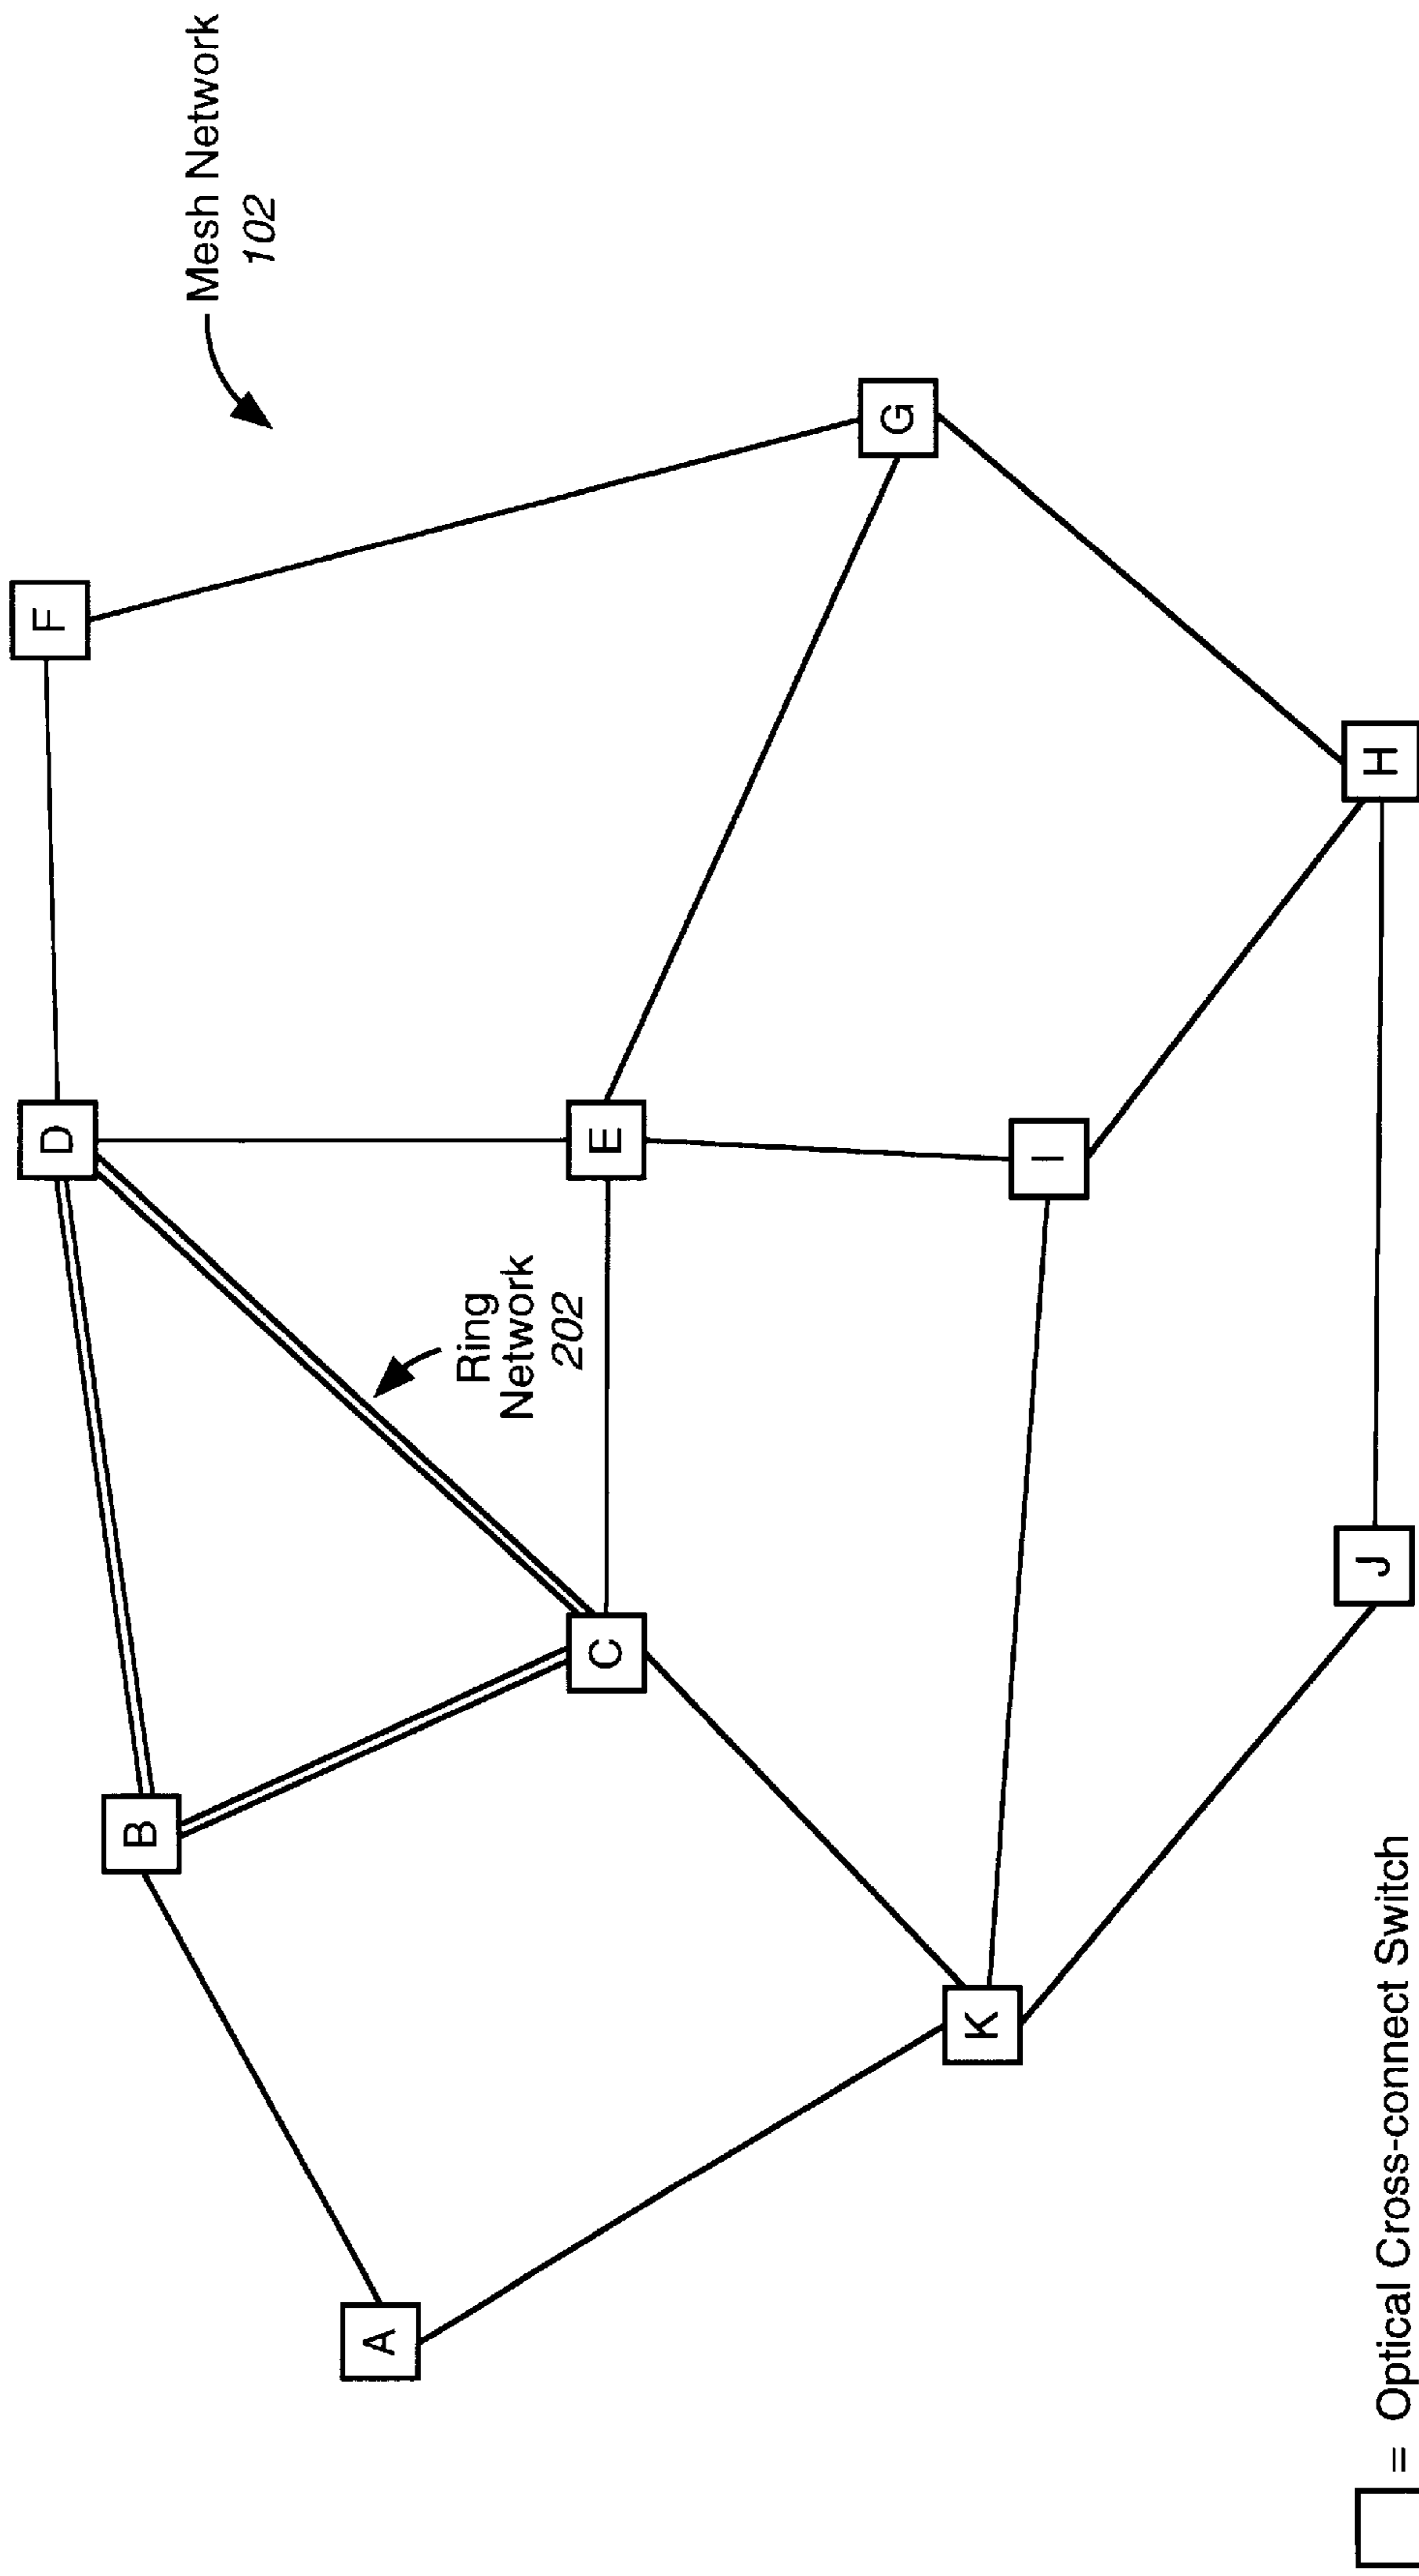 Mesh Network
102
F
D
B
A
Ring
Network
202
G
E
C
K
I
H
J
= Optical Cross-connect Switch